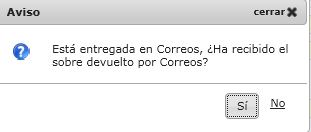 Aviso cerrar
Está entregada en Correos, ¿Ha recibido el
sobre devuelto por Correos?
Sí No